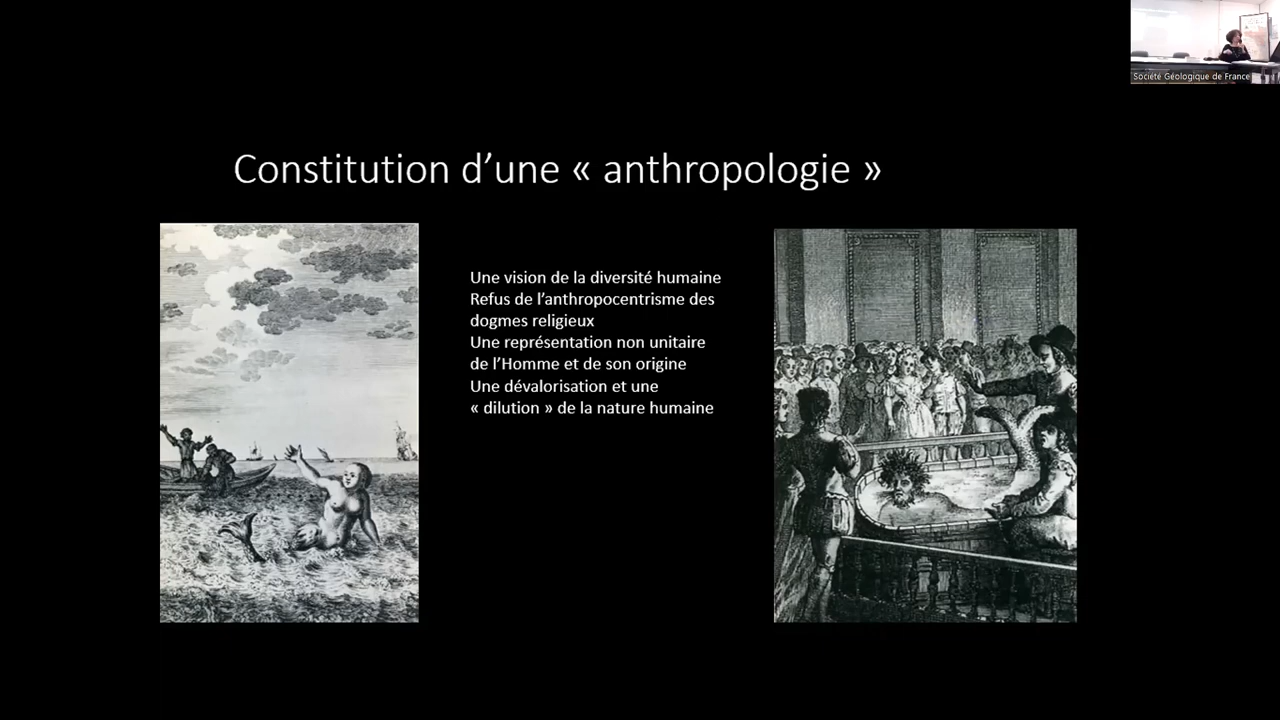 Société Géologique de France
Constitution d’une « anthropologie »
Une vision de la diversité humaine
Refus de l’anthropocentrisme des
dogmes religieux
Une représentation non unitaire
de l’Homme et de son origine
Une dévalorisation et une
« dilution » de la nature humaine